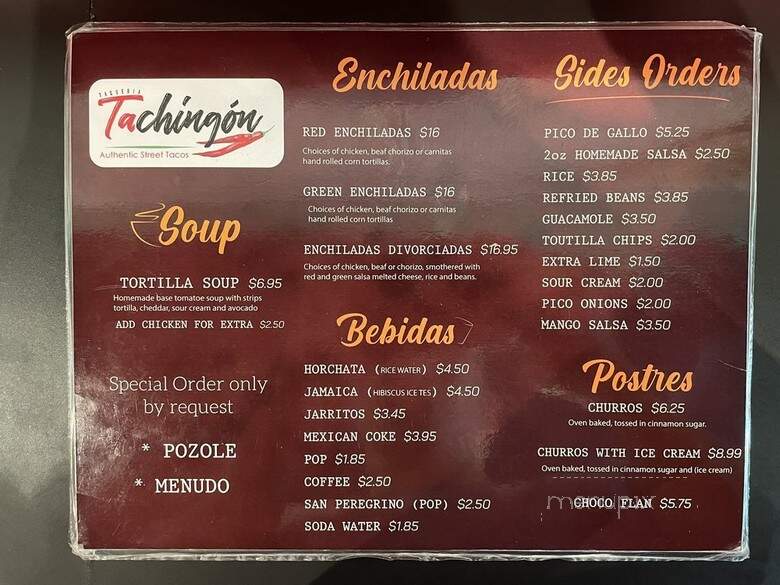 TAQUERIA
Tachingón
Authentic Street Tacos
Soup
TORTILLA SOUP $6.95
Homemade base tomatoe soup with strips
tortilla, cheddar, sour cream and avocado
ADD CHICKEN FOR EXTRA $2.50
Special Order only
by request
* POZOLE
* MENUDO
Enchiladas
RED ENCHILADAS $16
Choices of chicken, beaf chorizo or carnitas
hand rolled corn tortillas.
GREEN ENCHILADAS $16
Choices of chicken, beaf chorizo or carnitas
hand rolled corn tortillas
ENCHILADAS DIVORCIADAS $16.95
Choices of chicken, beaf or chorizo, smothered with
red and green salsa melted cheese, rice and beans.
Bebidas
HORCHATA (RICE WATER) $4.50
JAMAICA (HIBISCUS ICE TES) $4.50
JARRITOS $3.45
MEXICAN COKE $3.95
POP $1.85
COFFEE $2.50
SAN PEREGRINO (POP) $2.50
SODA WATER $1.85
Sides Orders
PICO DE GALLO $5.25
2oz HOMEMADE SALSA $2.50
RICE $3.85
REFRIED BEANS $3.85
GUACAMOLE $3.50
TOUTILLA CHIPS $2.00
EXTRA LIME $1.50
SOUR CREAM $2.00
PICO ONIONS $2.00
MANGO SALSA $3.50
Postres
CHURROS $6.25
Oven baked, tossed in cinnamon sugar.
CHURROS WITH ICE CREAM $8.99
Oven baked, tossed in cinnamon sugar and (ice cream)
CHOCO FLAN $5.75